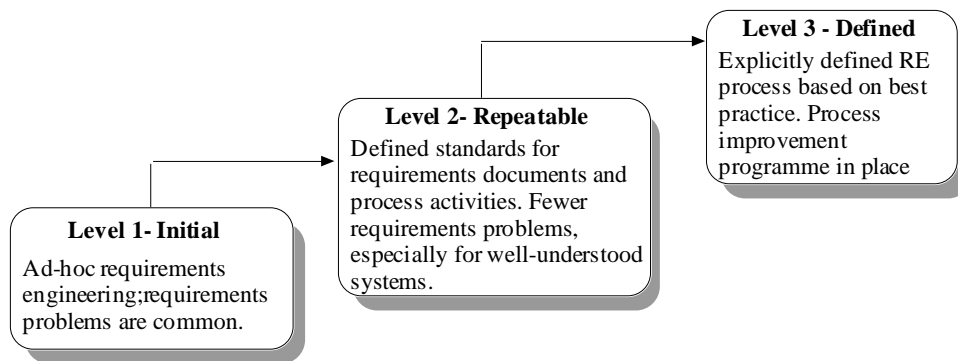 Level 3 - Defined
Explicitly defined RE
process based on best
practice. Process
improvement
programme in place
Level 2- Repeatable
Defined standards for
requirements documents and
process activities. Fewer
requirements problems,
especially for well-understood
systems.
Level 1- Initial
Ad-hoc requirements
engineering;requirements
problems are common.